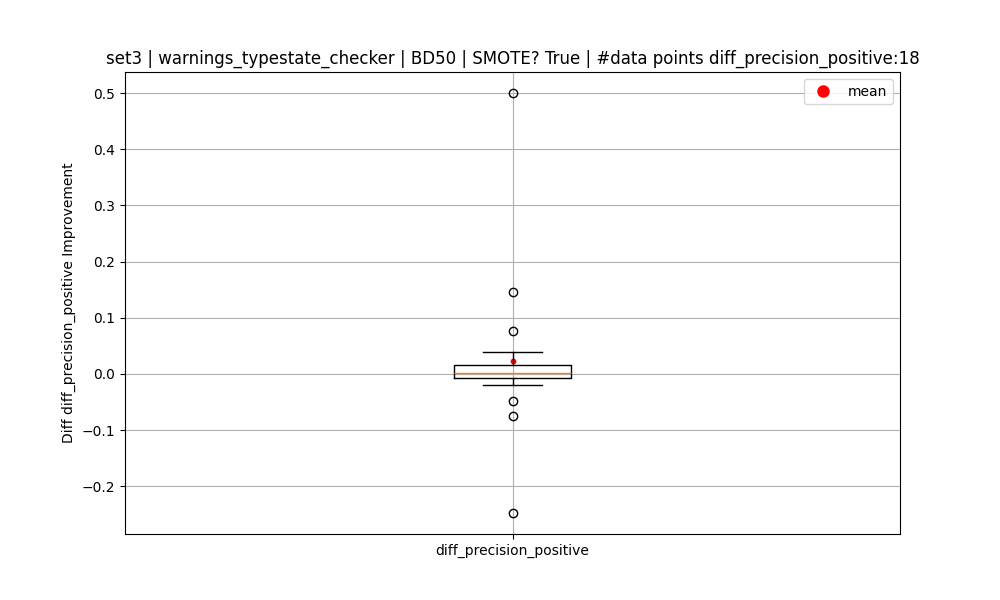 set3 | warnings_typestate_checker | BD50 | SMOTE? True | #data points diff_precision_positive:18
mean
Diff diff_precision_positive Improvement
0.5
0.4
0.3
0.2
0.1
0.0
−0.1
−0.2
diff_precision_positive